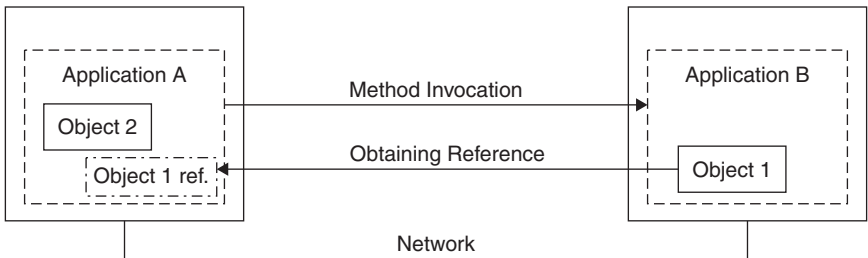 Application A
Application B
Method Invocation
Object 2
Obtaining Reference
Object 1 ref.
Object 1
Network